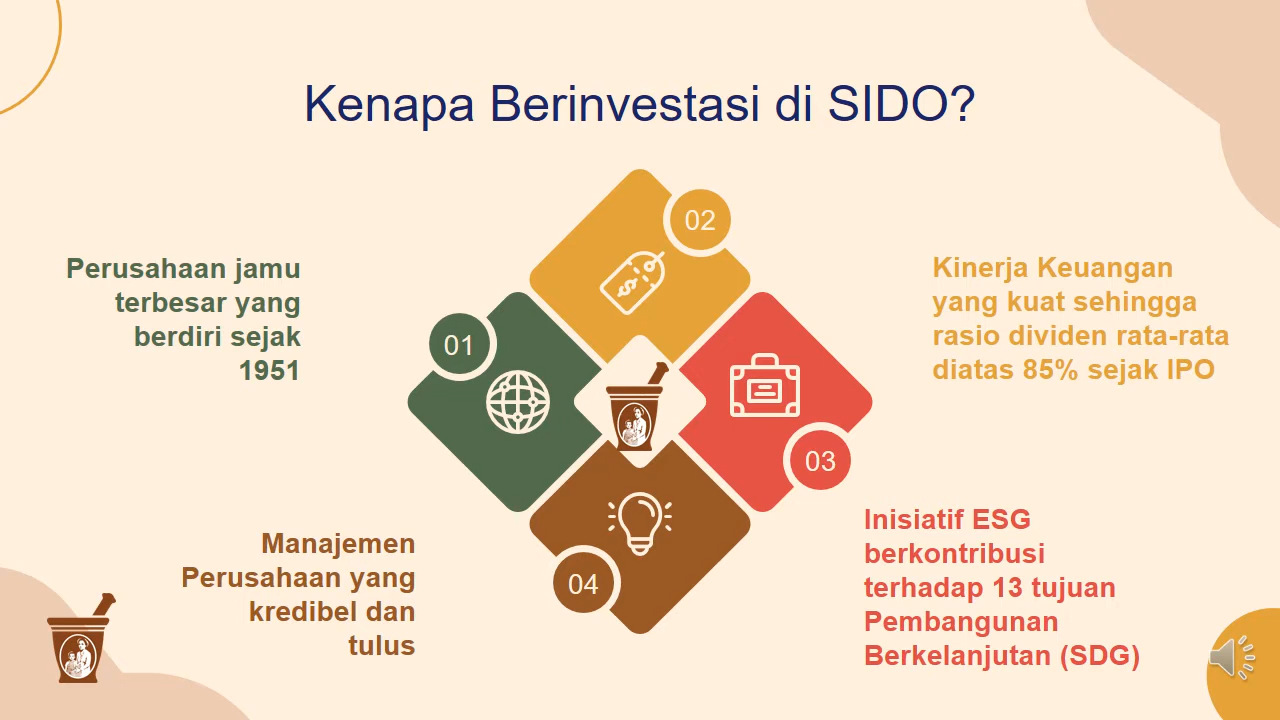 Kenapa Berinvestasi di SIDO?
01
Perusahaan jamu
terbesar yang
berdiri sejak
1951
02
Kinerja Keuangan
yang kuat sehingga
rasio dividen rata-rata
diatas 85% sejak IPO
03
Inisiatif ESG
berkontribusi
terhadap 13 tujuan
Pembangunan
Berkelanjutan (SDG)
04
Manajemen
Perusahaan yang
kredibel dan
tulus